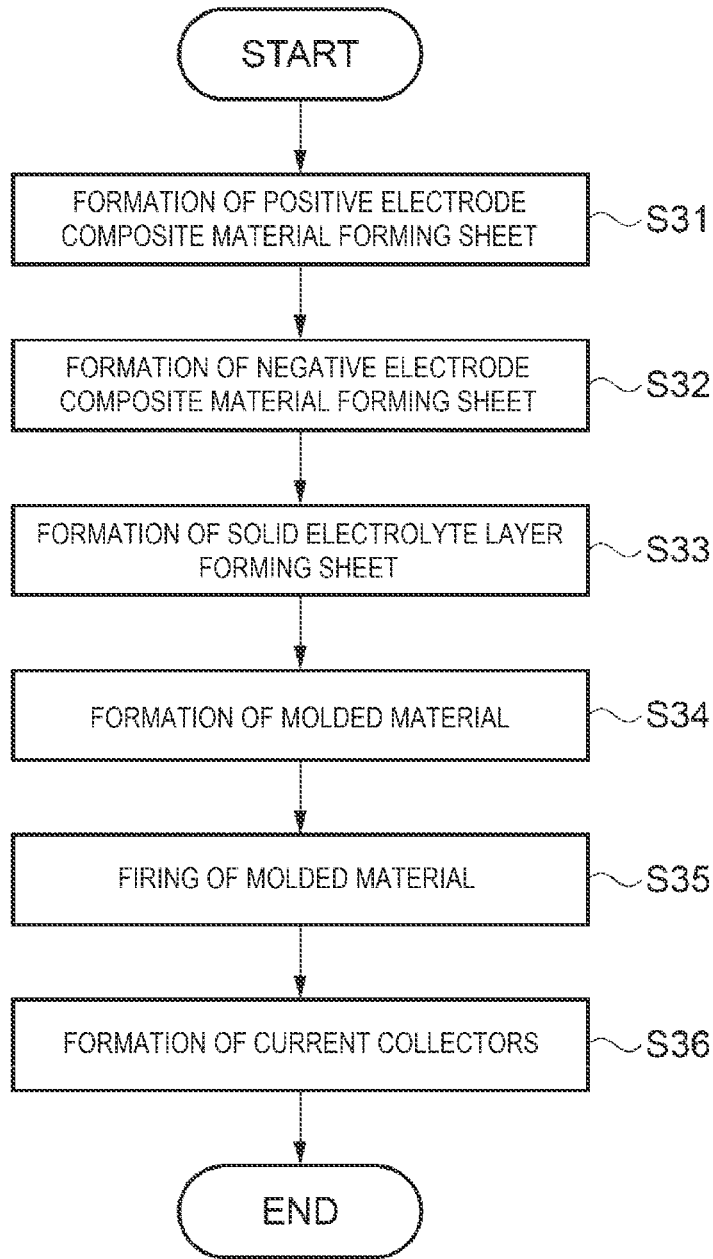 START
FORMATION OF POSITIVE ELECTRODE
COMPOSITE MATERIAL FORMING SHEET
S31
FORMATION OF NEGATIVE ELECTRODE
COMPOSITE MATERIAL FORMING SHEET
S32
FORMATION OF SOLID ELECTROLYTE LAYER
FORMING SHEET
S33
FORMATION OF MOLDED MATERIAL
S34
FIRING OF MOLDED MATERIAL
S35
FORMATION OF CURRENT COLLECTORS
S36
END